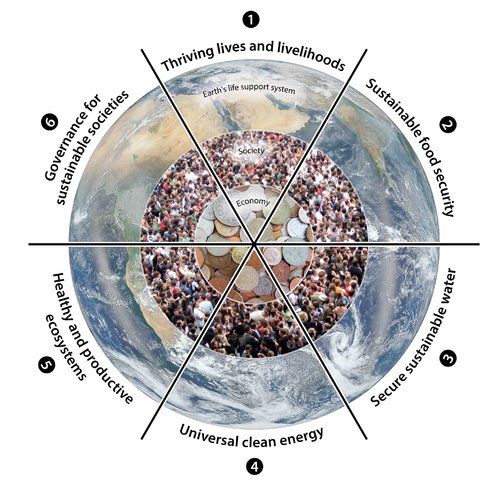 1
Thriving lives and livelihoods
Earth's life support system
Society
Economy
2
Sustainable food security
3
Secure sustainable water
4
Universal clean energy
5
Healthy and productive
ecosystems
6
Governance for
sustainable societies